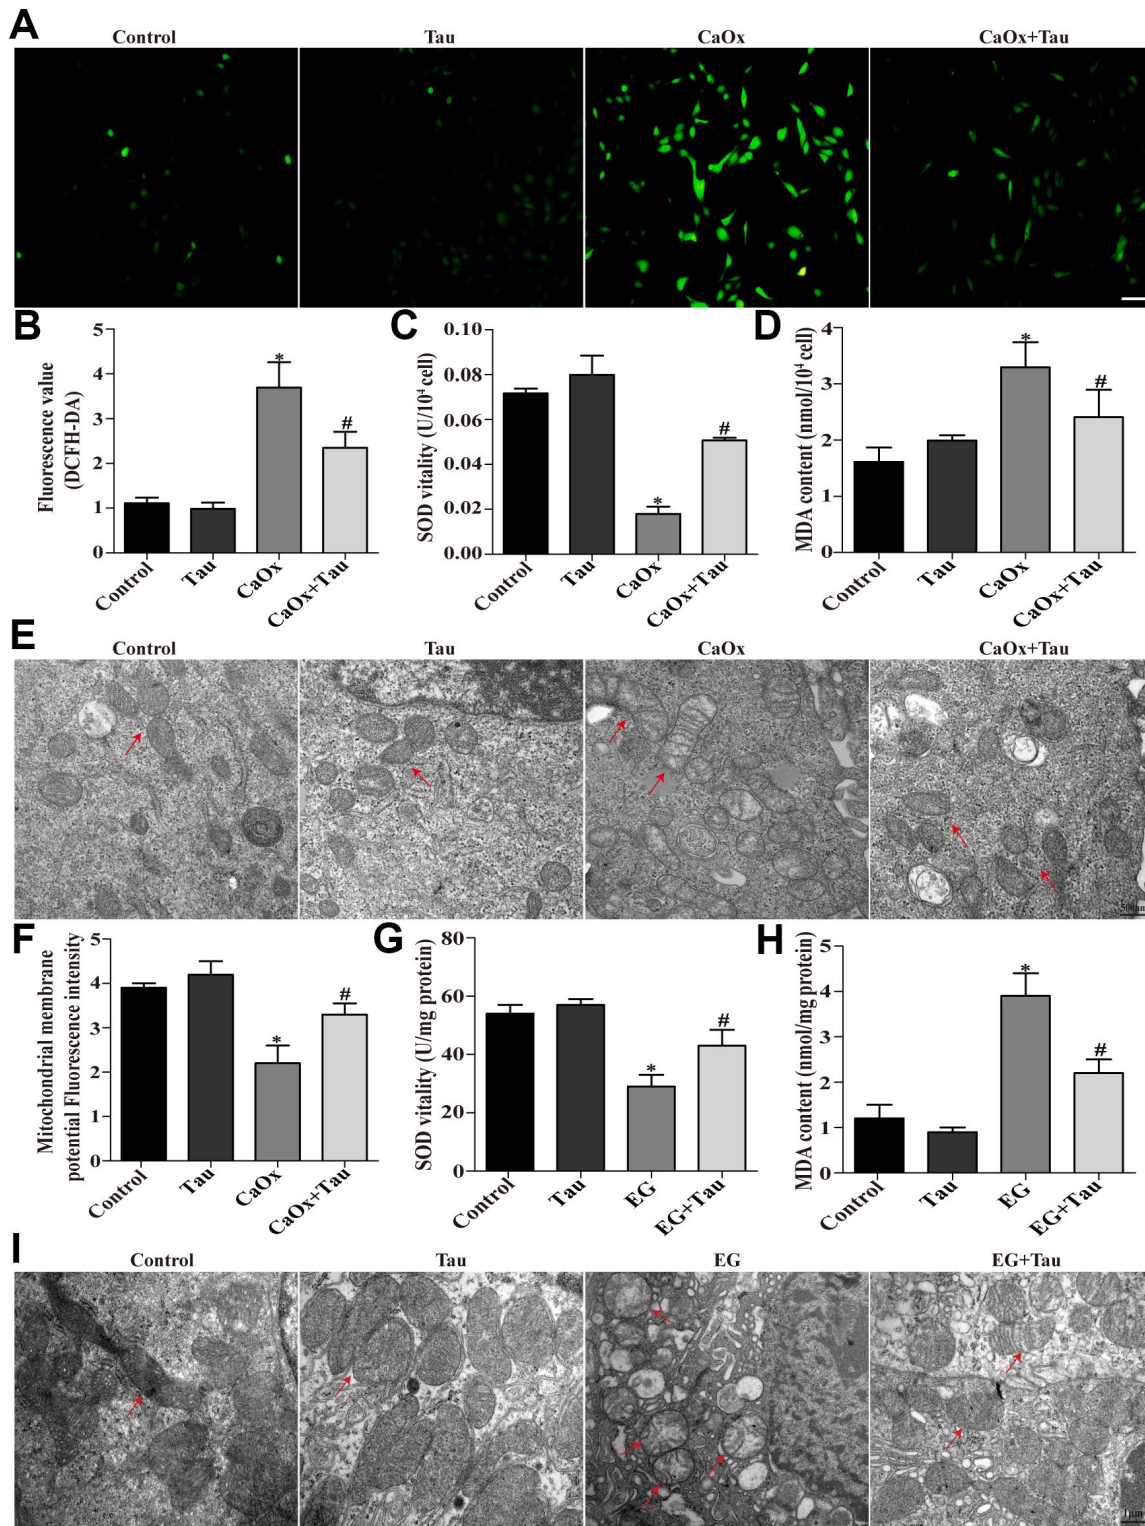 A
Control Tau CaOx CaOx+Tau
B
Fluorescence value
(DCFH-DA)
5
4
3
2
1
0
Control Tau CaOx CaOx+Tau
*
#
C
SOD vitality (U/10⁴ cell)
0.10
0.08
0.06
0.04
0.02
0.00
Control Tau CaOx CaOx+Tau
*
#
D
MDA content (nmol/10⁴ cell)
4
3
2
1
0
Control Tau CaOx CaOx+Tau
*
#
E
Control Tau CaOx CaOx+Tau
F
Mitochondrial membrane
potential Fluorescence intensity
5
4
3
2
1
0
Control Tau CaOx CaOx+Tau
*
#
G
SOD vitality (U/mg protein)
80
60
40
20
0
Control Tau EG EG+Tau
*
#
H
MDA content (nmol/mg protein)
5
4
3
2
1
0
Control Tau EG EG+Tau
*
#
I
Control Tau EG EG+Tau
1μm